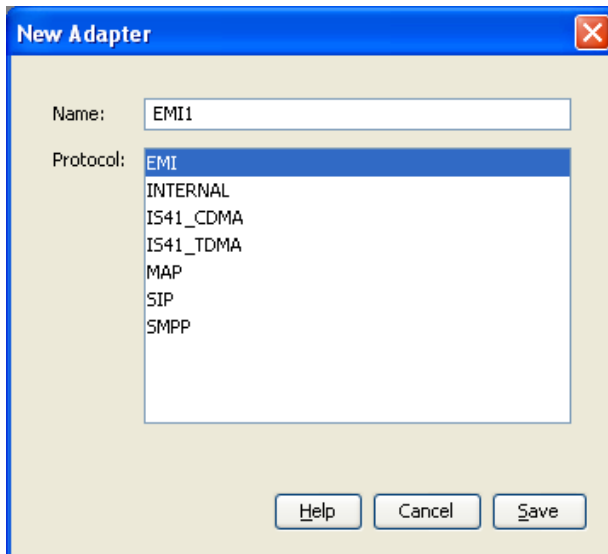 New Adapter
Name: EMI1
Protocol: EMI
INTERNAL
IS41_CDMA
IS41_TDMA
MAP
SIP
SMPP
Help Cancel Save